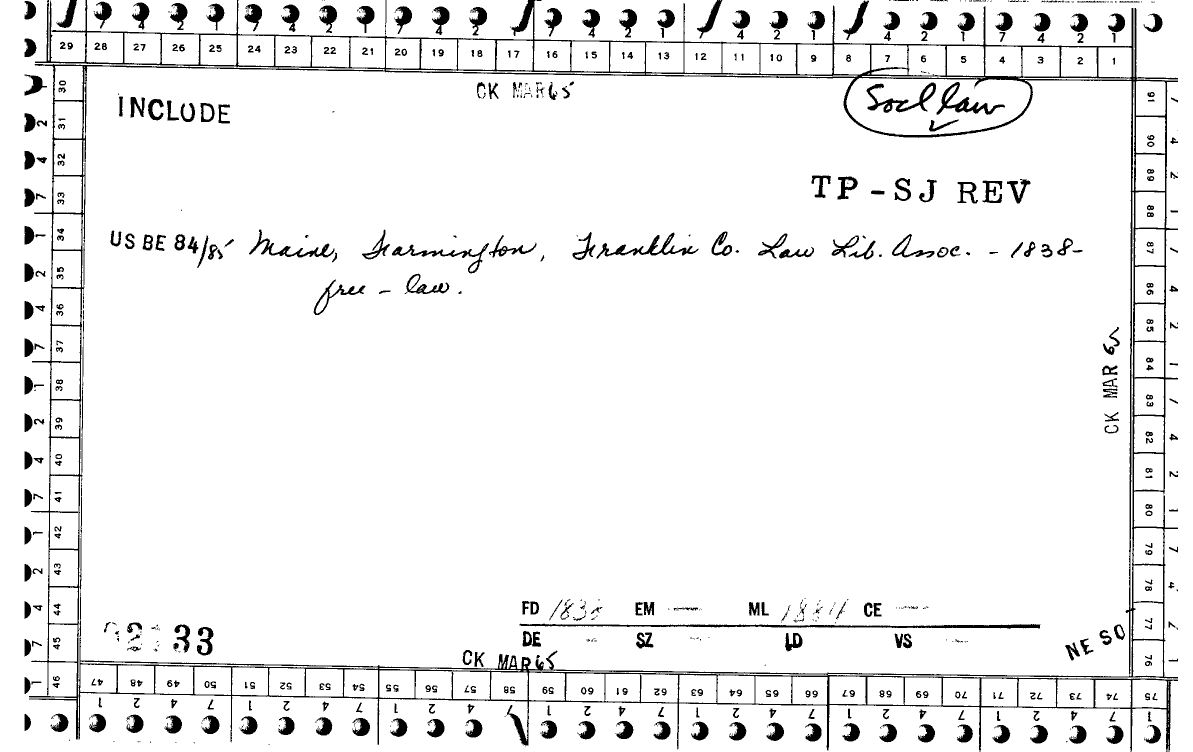 7 4 2 1 7 4 2 1 7 4 2 1 7 4 2 1 7 4 2 1 7 4 2 1 7 4 2 1
29 28 27 26 25 24 23 22 21 20 19 18 17 16 15 14 13 12 11 10 9 8 7 6 5 4 3 2 1
CK MAR 65
Socl law
INCLUDE
TP-SJ REV
US BE 84/85 Maine, Farmington, Franklin Co. Law Lib. Assoc. - 1838-
free - law.
30 31 32 33 34 35 36 37 38 39 40 41 42 43 44 45 46
91 90 89 88 87 86 85 84 83 82 81 80 79 78 77 76
CK MAR 65
FD 1838 EM — ML 1884 CE —
DE - SZ - LD VS -
33
NE SO
CK MAR 65
47 48 49 50 51 52 53 54 55 56 57 58 59 60 61 62 63 64 65 66 67 68 69 70 71 72 73 74 75
1 2 4 7 1 2 4 7 1 2 4 7 1 2 4 7 1 2 4 7 1 2 4 7 1 2 4 7 1